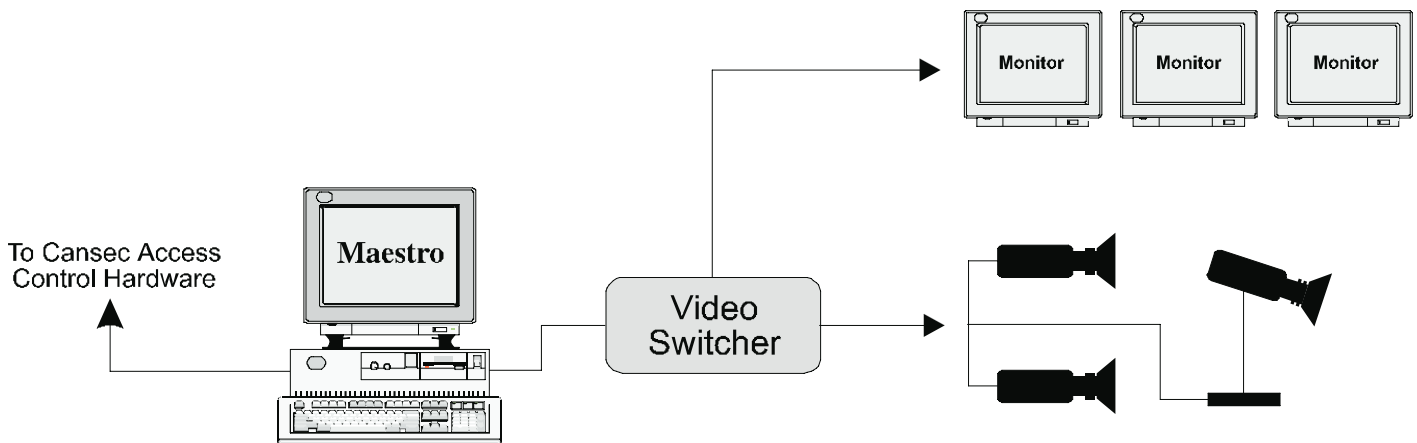 Monitor
Monitor
Monitor
To Cansec Access
Control Hardware
Maestro
Video
Switcher